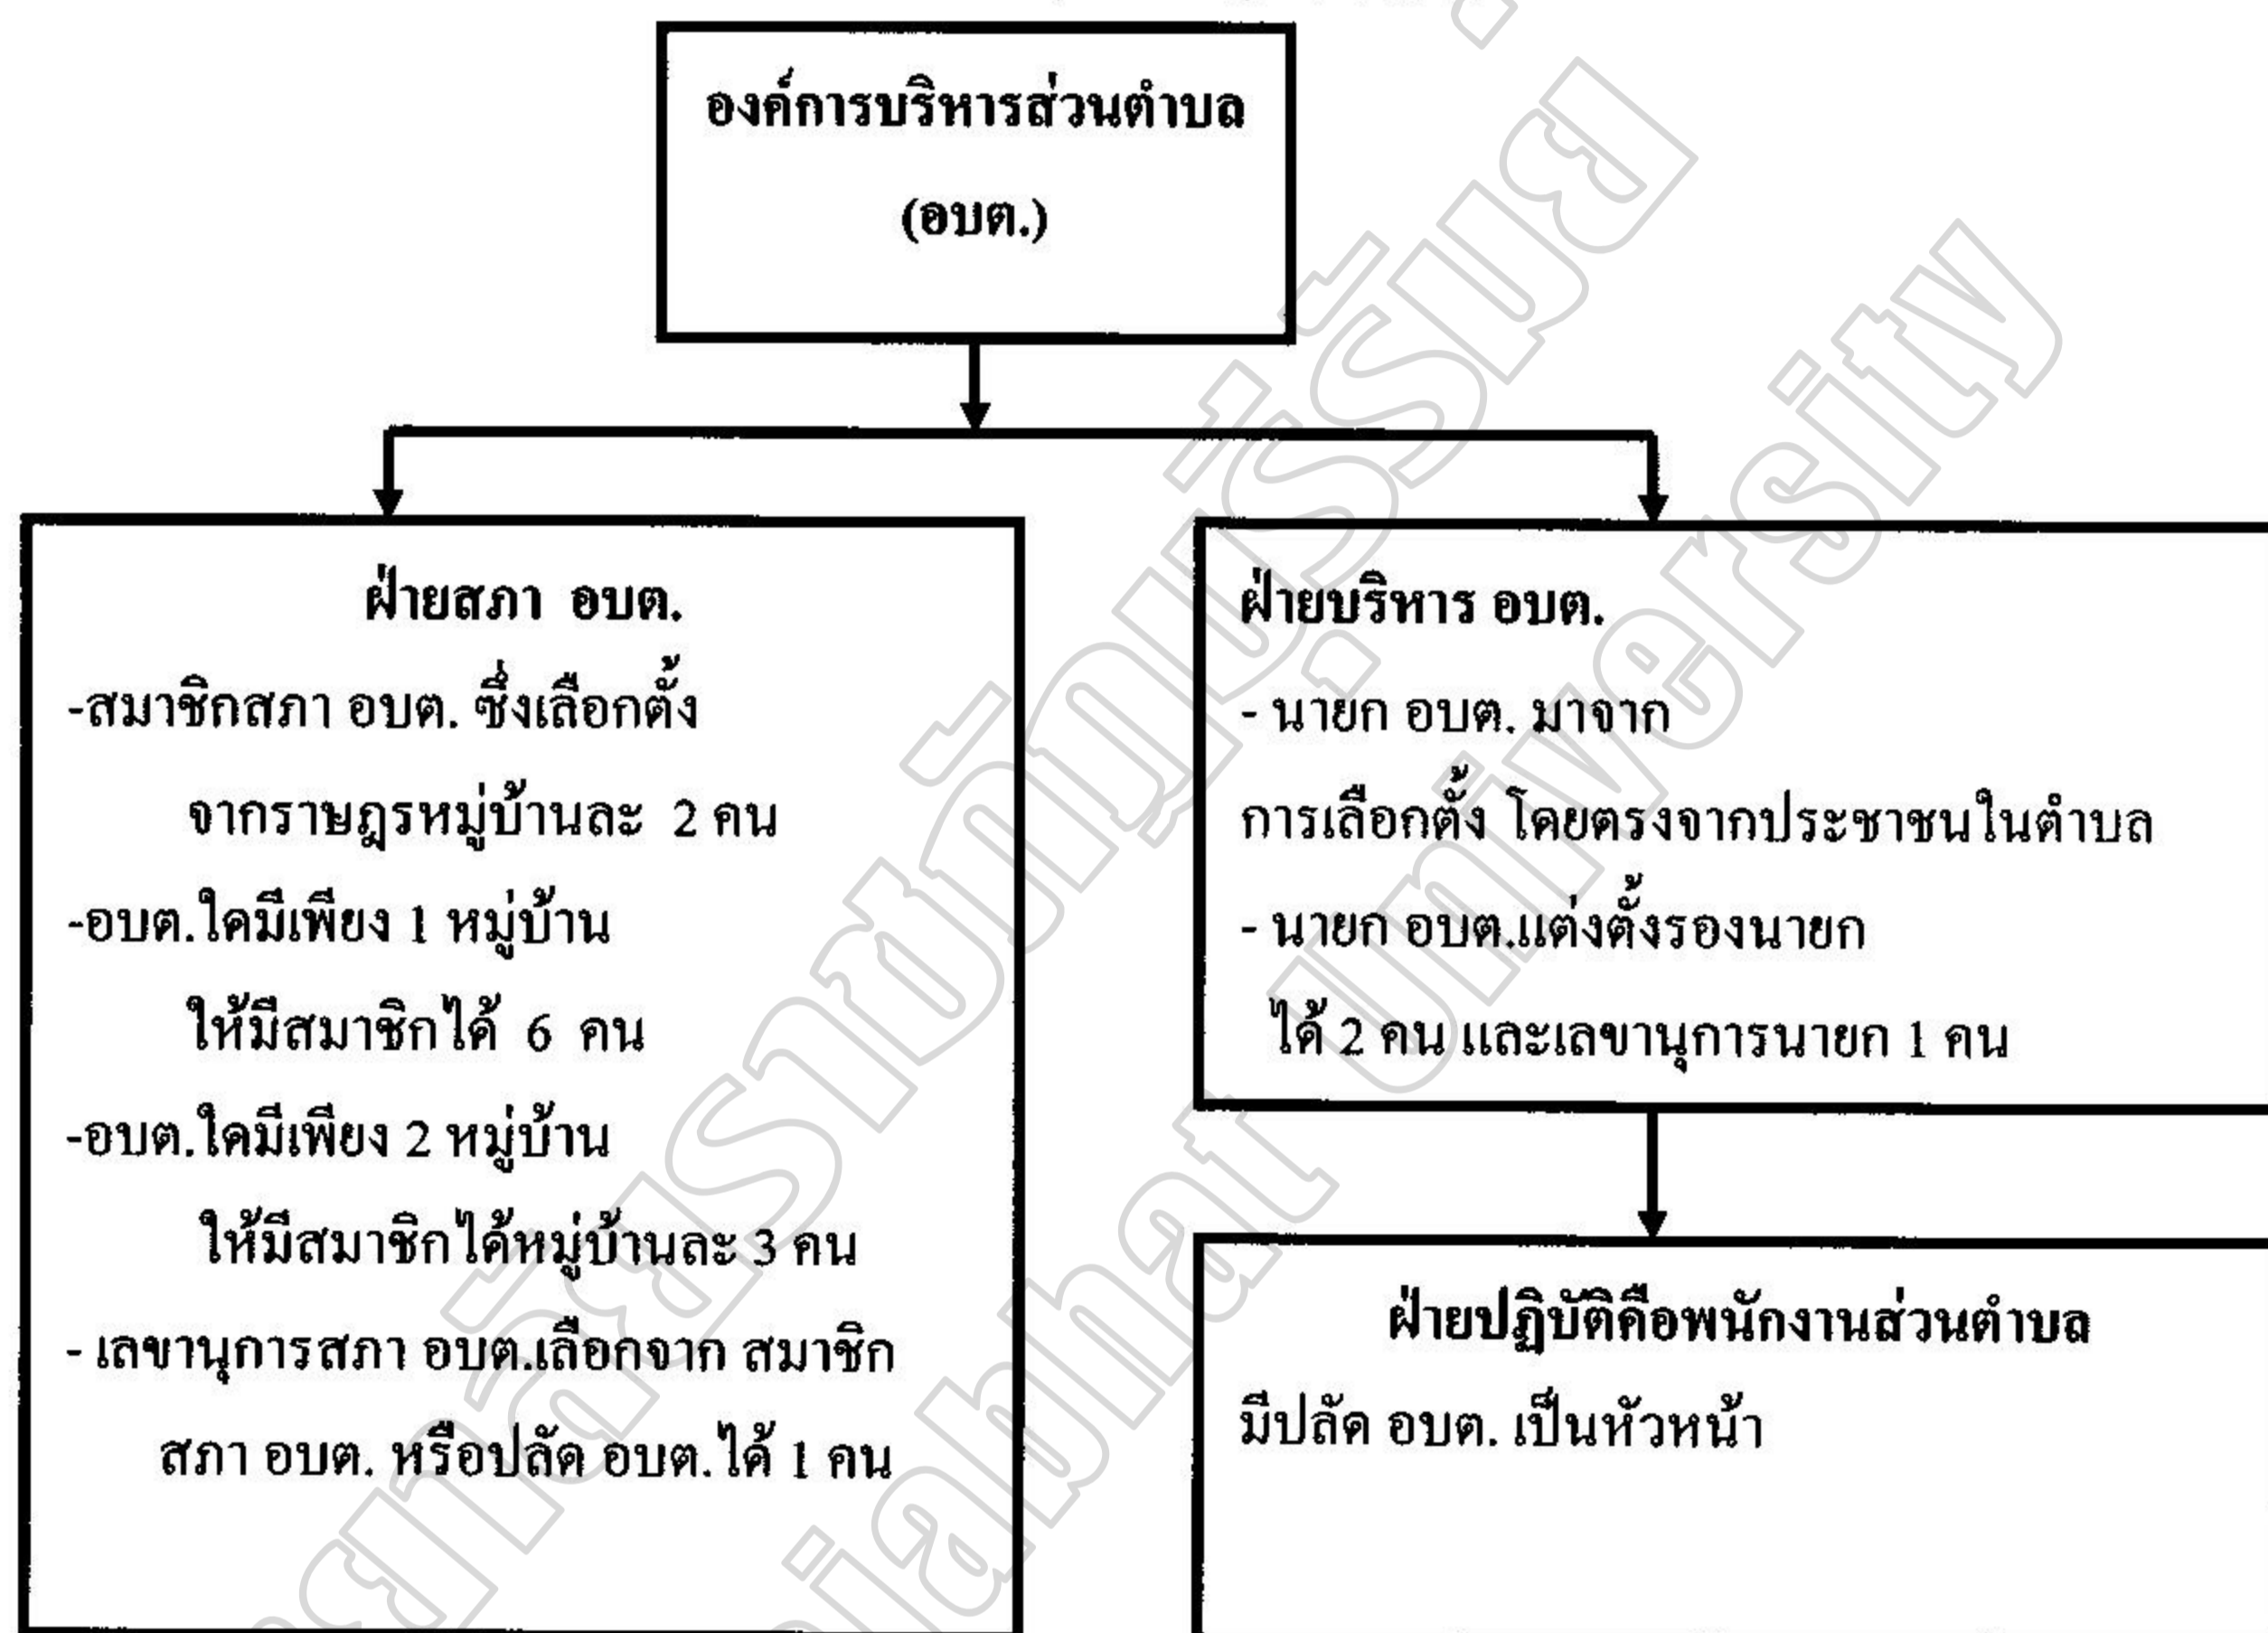 องค์การบริหารส่วนตำบล
(อบต.)
ฝ่ายสภา อบต.
-สมาชิกสภา อบต. ซึ่งเลือกตั้ง
จากราษฎรหมู่บ้านละ 2 คน
-อบต.ใดมีเพียง 1 หมู่บ้าน
ให้มีสมาชิกได้ 6 คน
-อบต.ใดมีเพียง 2 หมู่บ้าน
ให้มีสมาชิกได้หมู่บ้านละ 3 คน
- เลขานุการสภา อบต.เลือกจาก สมาชิก
สภา อบต. หรือปลัด อบต.ได้ 1 คน
ฝ่ายบริหาร อบต.
- นายก อบต. มาจาก
การเลือกตั้ง โดยตรงจากประชาชนในตำบล
- นายก อบต.แต่งตั้งรองนายก
ได้ 2 คน และเลขานุการนายก 1 คน
ฝ่ายปฏิบัติคือพนักงานส่วนตำบล
มีปลัด อบต. เป็นหัวหน้า
University